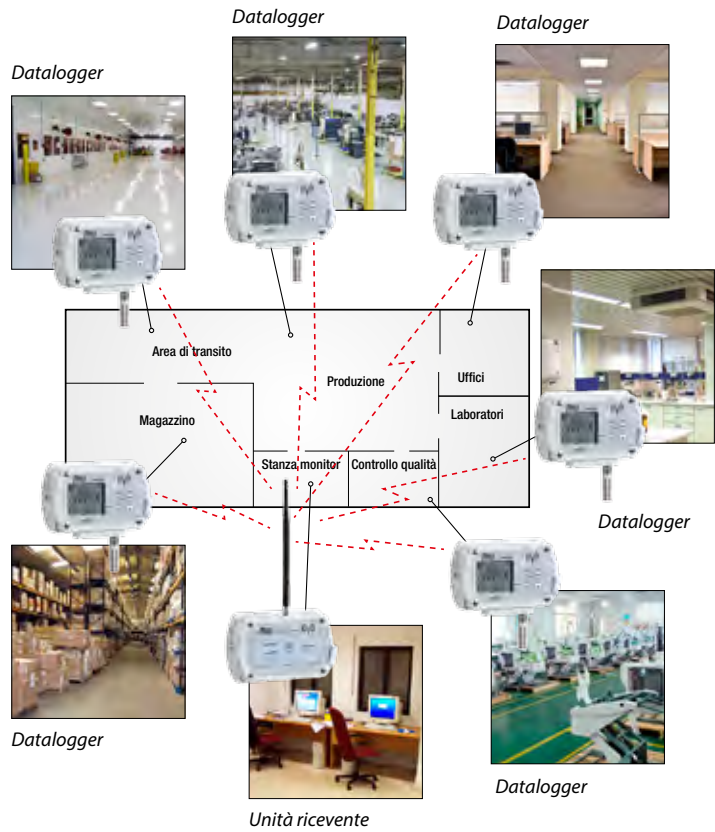 Datalogger
Datalogger
Datalogger
Area di transito
Produzione
Uffici
Magazzino
Laboratori
Stanza monitor
Controllo qualità
Datalogger
Datalogger
Datalogger
Unità ricevente